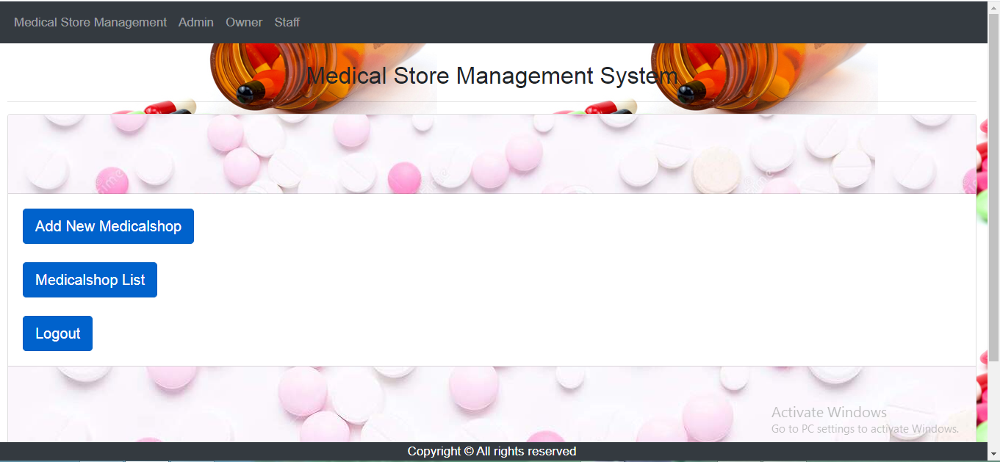 Medical Store Management Admin Owner Staff
Medical Store Management System
Add New Medicalshop
Medicalshop List
Logout
Activate Windows
Go to PC settings to activate Windows.
Copyright © All rights reserved